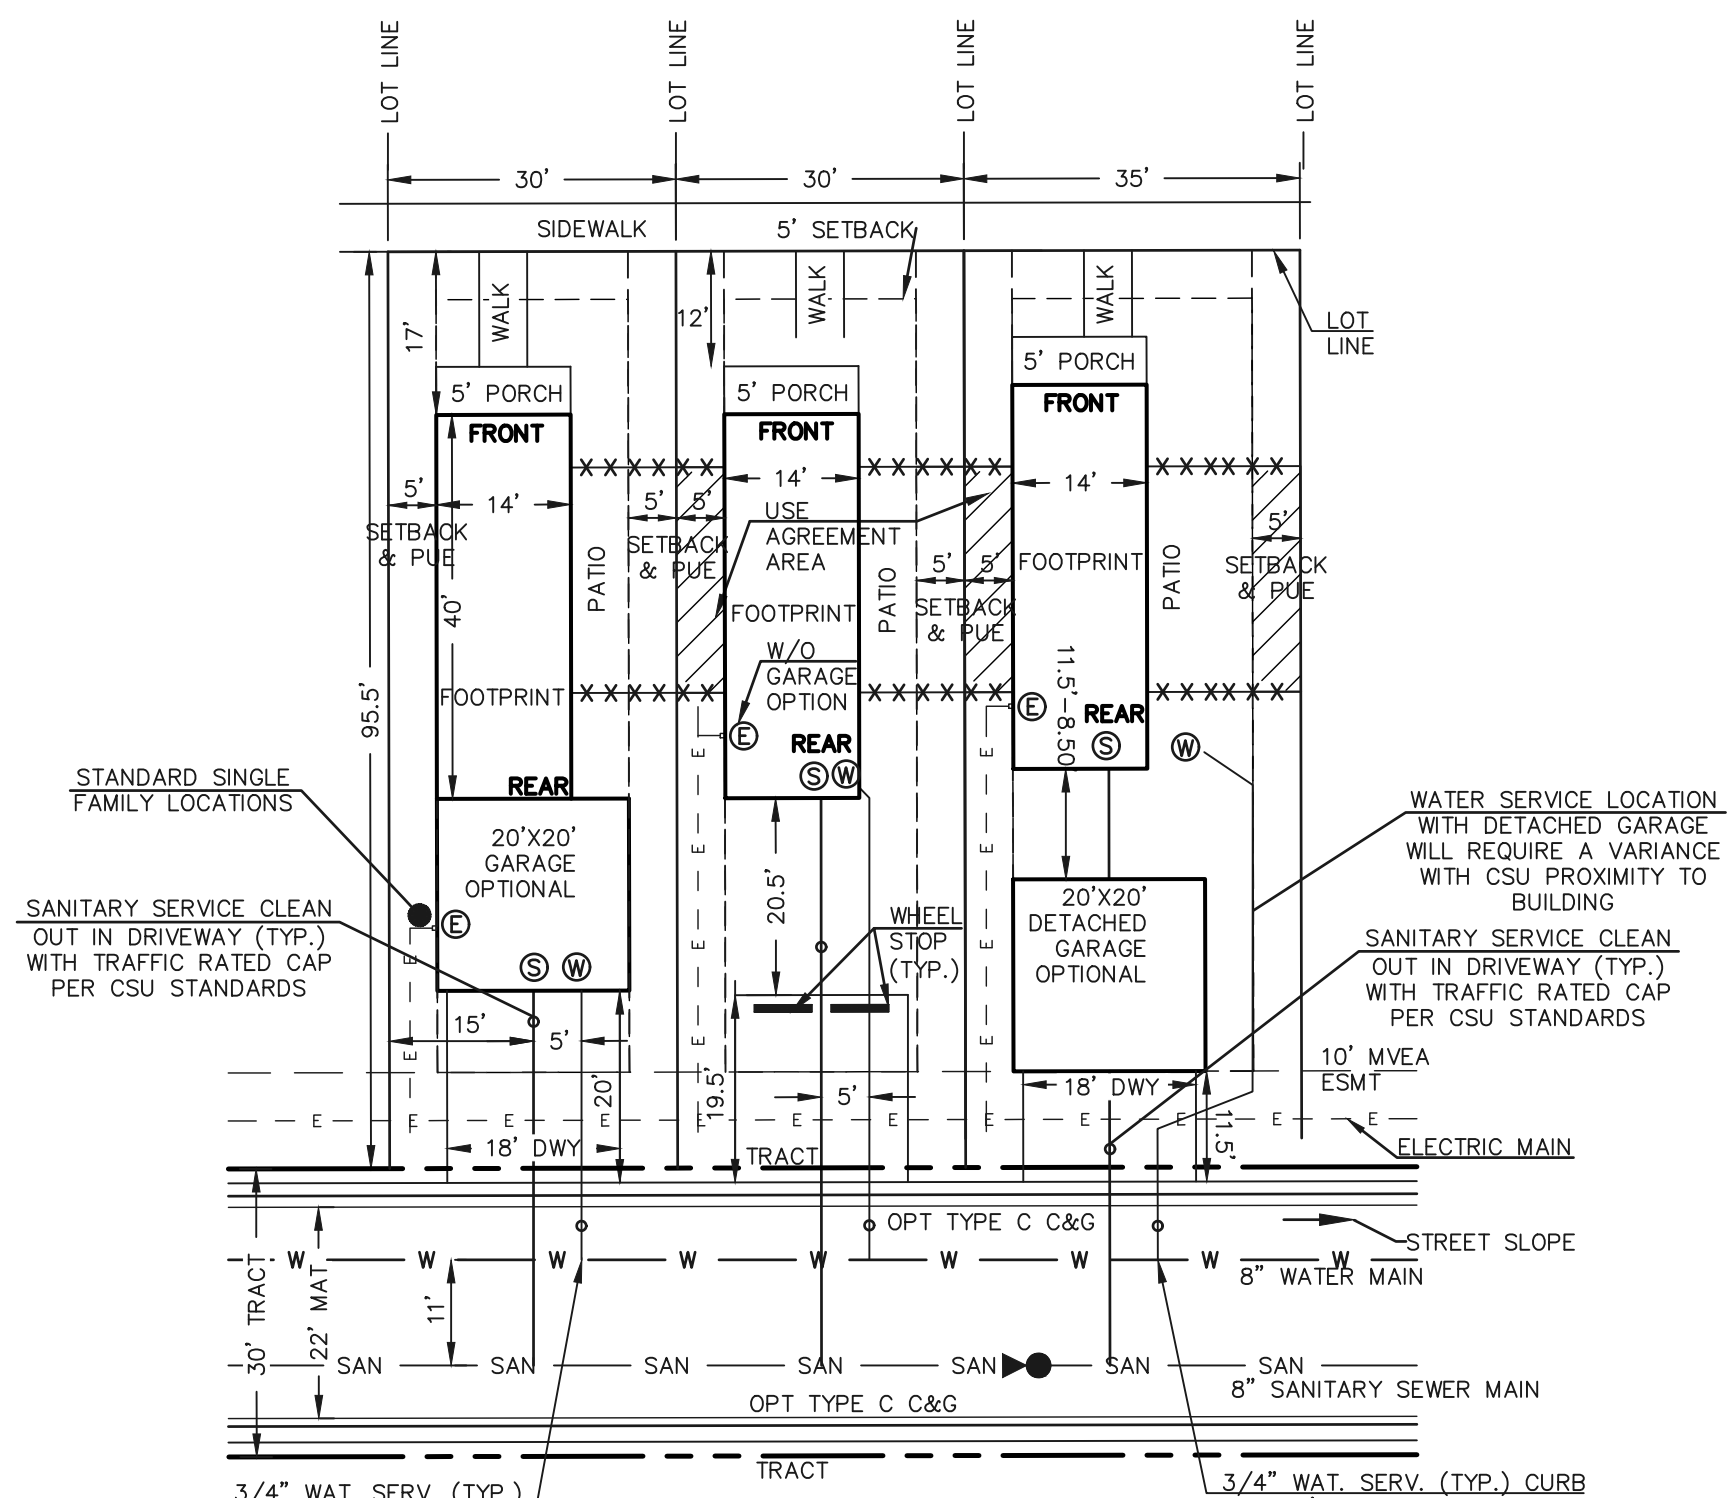 LOT LINE
LOT LINE
LOT LINE
LOT LINE
30'
30'
35'
SIDEWALK
5' SETBACK
WALK
WALK
WALK
17'
12'
LOT
LINE
5' PORCH
5' PORCH
5' PORCH
FRONT
FRONT
FRONT
X X X X X X
X X X X X X
X X X X X X
5'
14'
5'
5'
14'
14'
5'
SETBACK
& PUE
SETBACK
& PUE
USE
AGREEMENT
AREA
5'
5'
SETBACK
& PUE
SETBACK
& PUE
PATIO
PATIO
PATIO
FOOTPRINT
FOOTPRINT
FOOTPRINT
40'
95.5'
W/O
GARAGE
OPTION
11.5'-8.50'
X X X X X X
X X X X X X
X X X X X X
E
E
REAR
REAR
REAR
S
W
S
W
STANDARD SINGLE
FAMILY LOCATIONS
20'X20'
GARAGE
OPTIONAL
WATER SERVICE LOCATION
WITH DETACHED GARAGE
WILL REQUIRE A VARIANCE
WITH CSU PROXIMITY TO
BUILDING
SANITARY SERVICE CLEAN
OUT IN DRIVEWAY (TYP.)
WITH TRAFFIC RATED CAP
PER CSU STANDARDS
E
S
W
20.5'
WHEEL
STOP
(TYP.)
20'X20'
DETACHED
GARAGE
OPTIONAL
SANITARY SERVICE CLEAN
OUT IN DRIVEWAY (TYP.)
WITH TRAFFIC RATED CAP
PER CSU STANDARDS
E
E
E
E
E
E
E
E
15'
5'
20'
19.5'
5'
18' DWY
10' MVEA
ESMT
E E E E E E E E E E E E
18' DWY
11.5'
ELECTRIC MAIN
TRACT
OPT TYPE C C&G
STREET SLOPE
W W W W W W W W W
8" WATER MAIN
30' TRACT
22' MAT
11'
SAN SAN SAN SAN SAN SAN SAN
8" SANITARY SEWER MAIN
OPT TYPE C C&G
TRACT
3/4" WAT. SERV. (TYP.)
3/4" WAT. SERV. (TYP.) CURB